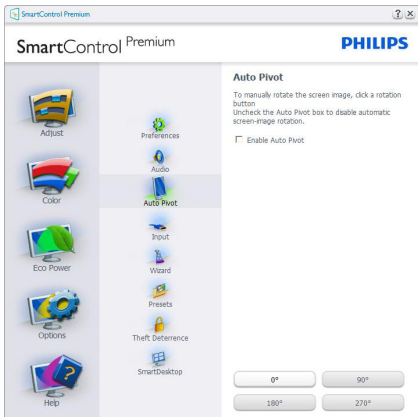 SmartControl Premium
? ×
SmartControl Premium
PHILIPS
Adjust
Color
Eco Power
Options
Help
Preferences
Audio
Auto Pivot
Input
Wizard
Presets
Theft Deterrence
SmartDesktop
Auto Pivot
To manually rotate the screen image, click a rotation
button
Uncheck the Auto Pivot box to disable automatic
screen-image rotation.
Enable Auto Pivot
0° 90°
180° 270°